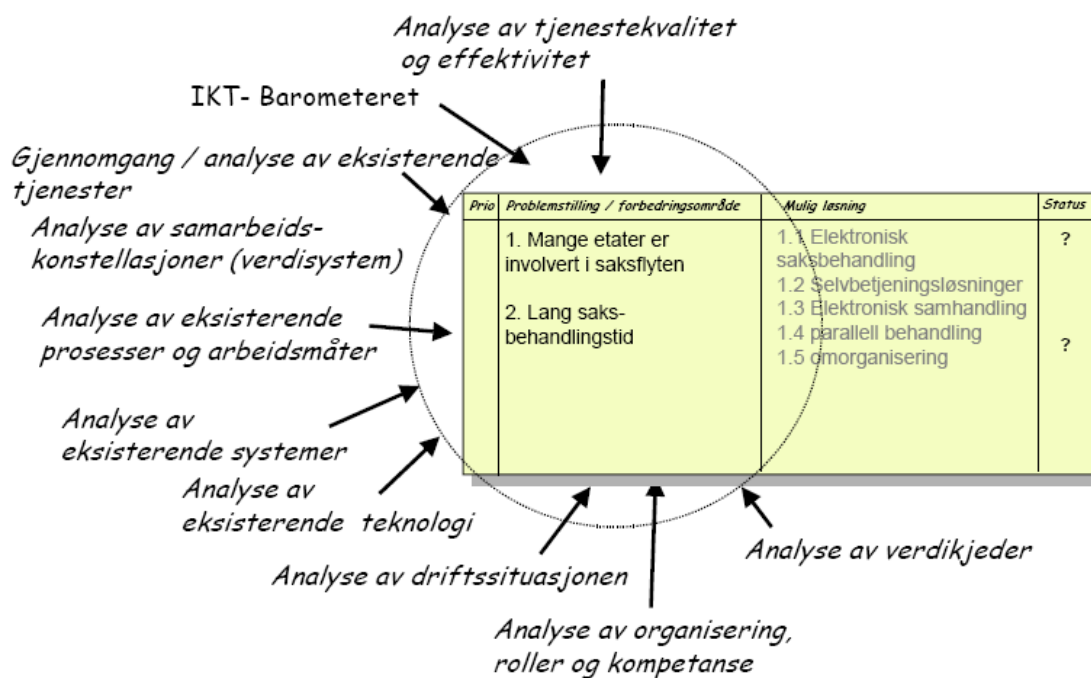 Analyse av tjenestekvalitet
og effektivitet
IKT- Barometeret
Gjennomgang / analyse av eksisterende
tjenester
Analyse av samarbeids-
konstellasjoner (verdisystem)
Analyse av eksisterende
prosesser og arbeidsmåter
Analyse av
eksisterende systemer
Analyse av
eksisterende teknologi
Analyse av driftssituasjonen
Analyse av organisering,
roller og kompetanse
Analyse av verdikjeder
Prio Problemstilling / forbedringsområde Mulig løsning Status
1. Mange etater er
involvert i saksflyten
2. Lang saks-
behandlingstid
1.1 Elektronisk
saksbehandling
1.2 Selvbetjeningsløsninger
1.3 Elektronisk samhandling
1.4 parallell behandling
1.5 omorganisering
?
?